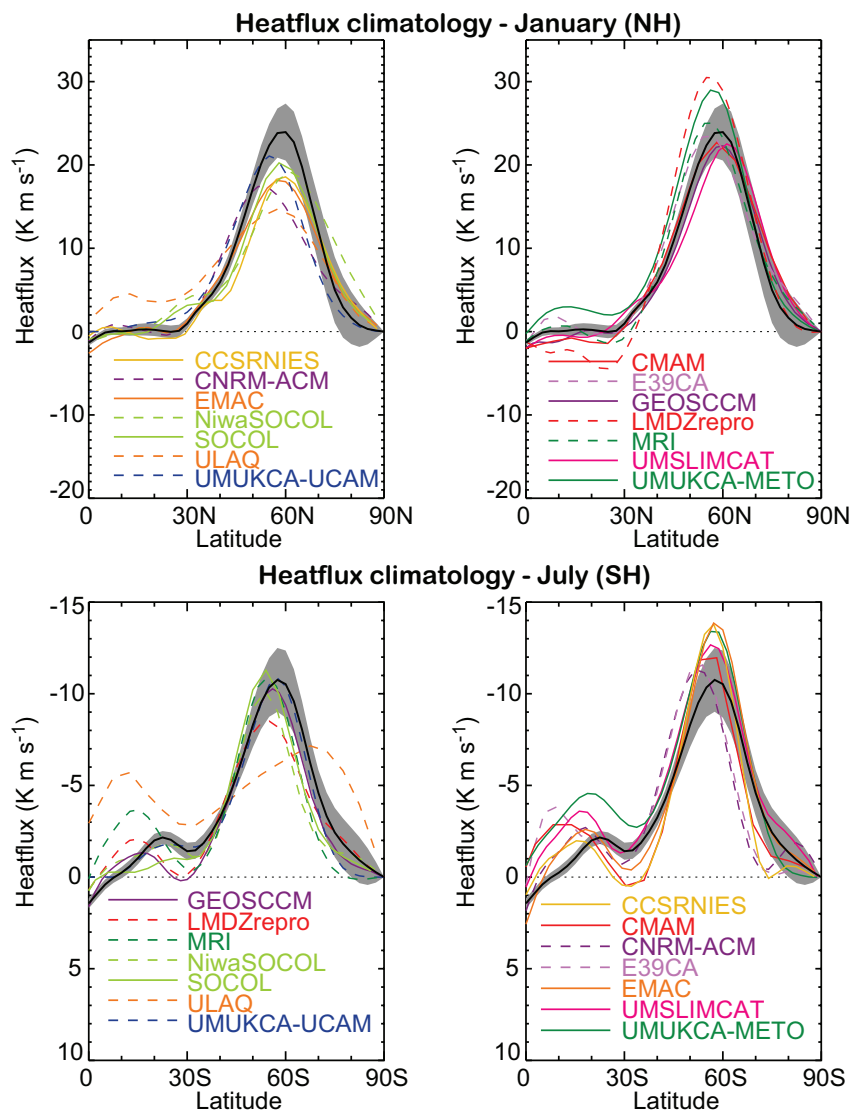 Heatflux climatology - January (NH)
Heatflux (K m s⁻¹)
30
20
10
0
-10
-20
CCSRNIES
CNRM-ACM
EMAC
NiwaSOCOL
SOCOL
ULAQ
UMUKCA-UCAM
0 30N 60N 90N
Latitude
Heatflux (K m s⁻¹)
30
20
10
0
-10
-20
CMAM
E39CA
GEOSCCM
LMDZrepro
MRI
UMSLIMCAT
UMUKCA-METO
0 30N 60N 90N
Latitude
Heatflux climatology - July (SH)
Heatflux (K m s⁻¹)
-15
-10
-5
0
5
10
GEOSCCM
LMDZrepro
MRI
NiwaSOCOL
SOCOL
ULAQ
UMUKCA-UCAM
0 30S 60S 90S
Latitude
Heatflux (K m s⁻¹)
-15
-10
-5
0
5
10
CCSRNIES
CMAM
CNRM-ACM
E39CA
EMAC
UMSLIMCAT
UMUKCA-METO
0 30S 60S 90S
Latitude